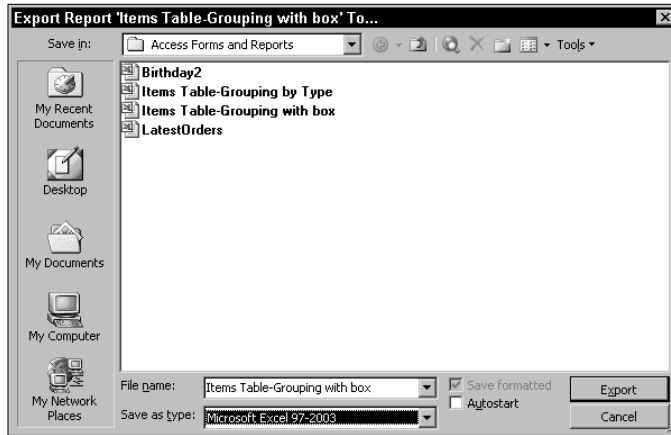 Export Report 'Items Table-Grouping with box' To...
Save in:
Access Forms and Reports
Tools
My Recent
Documents
Desktop
My Documents
My Computer
My Network
Places
Birthday2
Items Table-Grouping by Type
Items Table-Grouping with box
LatestOrders
File name:
Items Table-Grouping with box
Save formatted
Export
Save as type:
Microsoft Excel 97-2003
Autostart
Cancel